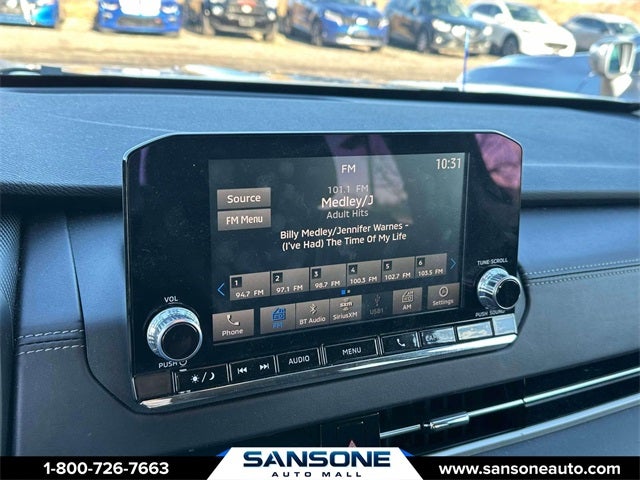 FM
10:31
101.1 FM
Medley/J
Adult Hits
Source
FM Menu
Billy Medley/Jennifer Warnes -
(I've Had) The Time Of My Life
1 2 3 4 5 6
94.7 FM 97.1 FM 98.7 FM 100.3 FM 102.7 FM 103.5 FM
Phone FM BT Audio SiriusXM USB1 AM Settings
VOL
PUSH
TUNE·SCROLL
PUSH SOUND
AUDIO
MENU
SANSONE
AUTO MALL
1-800-726-7663
www.sansoneauto.com